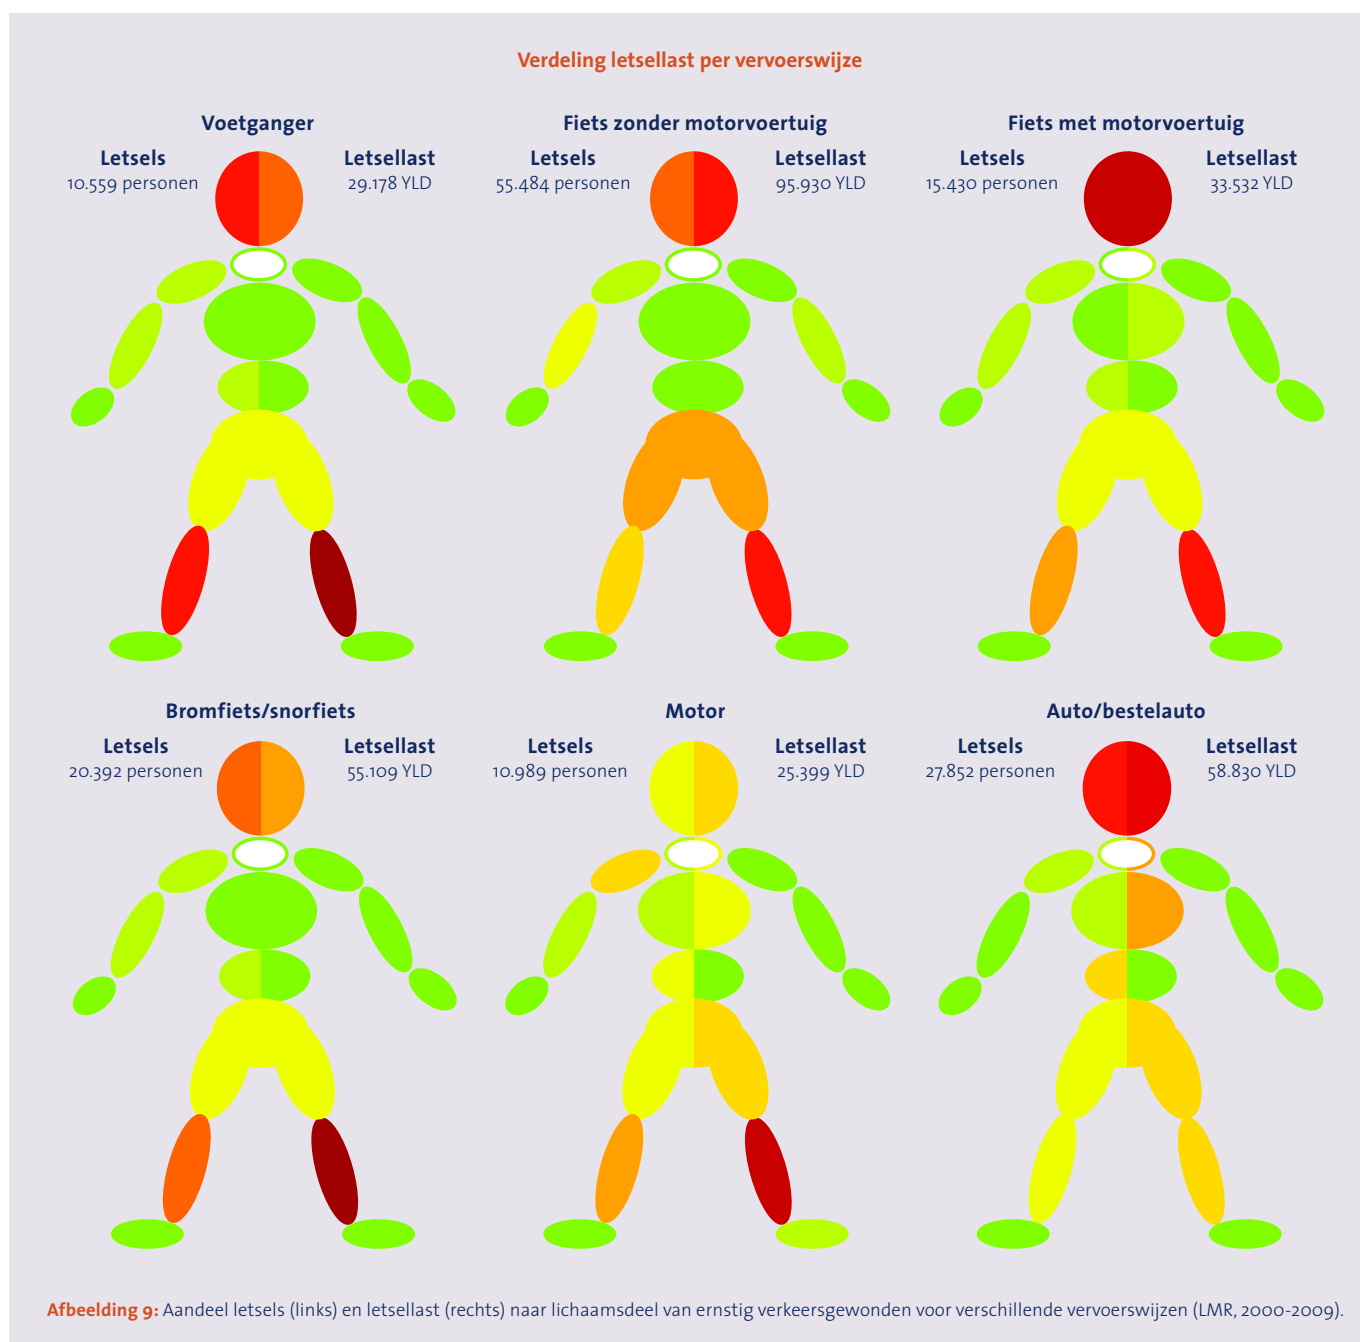 Verdeling letsellast per vervoerswijze
Voetganger
Letsels
10.559 personen
Letsellast
29.178 YLD
Fiets zonder motorvoertuig
Letsels
55.484 personen
Letsellast
95.930 YLD
Fiets met motorvoertuig
Letsels
15.430 personen
Letsellast
33.532 YLD
Bromfiets/snorfiets
Letsels
20.392 personen
Letsellast
55.109 YLD
Motor
Letsels
10.989 personen
Letsellast
25.399 YLD
Auto/bestelauto
Letsels
27.852 personen
Letsellast
58.830 YLD
Afbeelding 9: Aandeel letsels (links) en letsellast (rechts) naar lichaamsdeel van ernstig verkeersgewonden voor verschillende vervoerswijzen (LMR, 2000-2009).